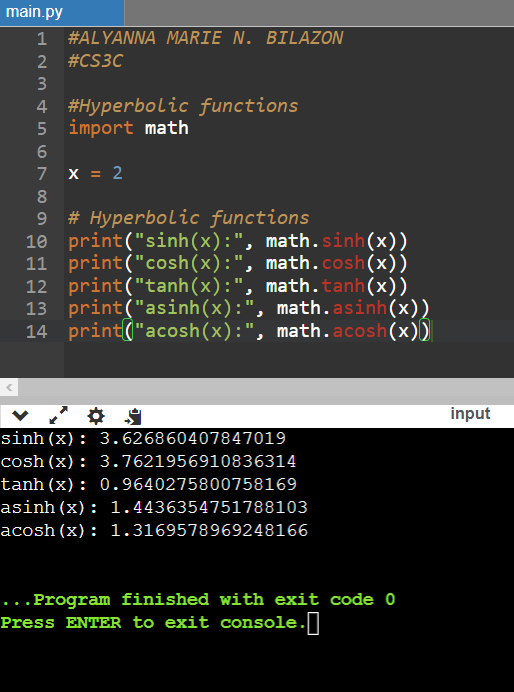 main.py
1 #ALYANNA MARIE N. BILAZON
2 #CS3C
3
4 #Hyperbolic functions
5 import math
6
7 x = 2
8
9 # Hyperbolic functions
10 print("sinh(x):", math.sinh(x))
11 print("cosh(x):", math.cosh(x))
12 print("tanh(x):", math.tanh(x))
13 print("asinh(x):", math.asinh(x))
14 print("acosh(x):", math.acosh(x))
input
sinh(x): 3.626860407847019
cosh(x): 3.7621956910836314
tanh(x): 0.9640275800758169
asinh(x): 1.4436354751788103
acosh(x): 1.3169578969248166
...Program finished with exit code 0
Press ENTER to exit console.